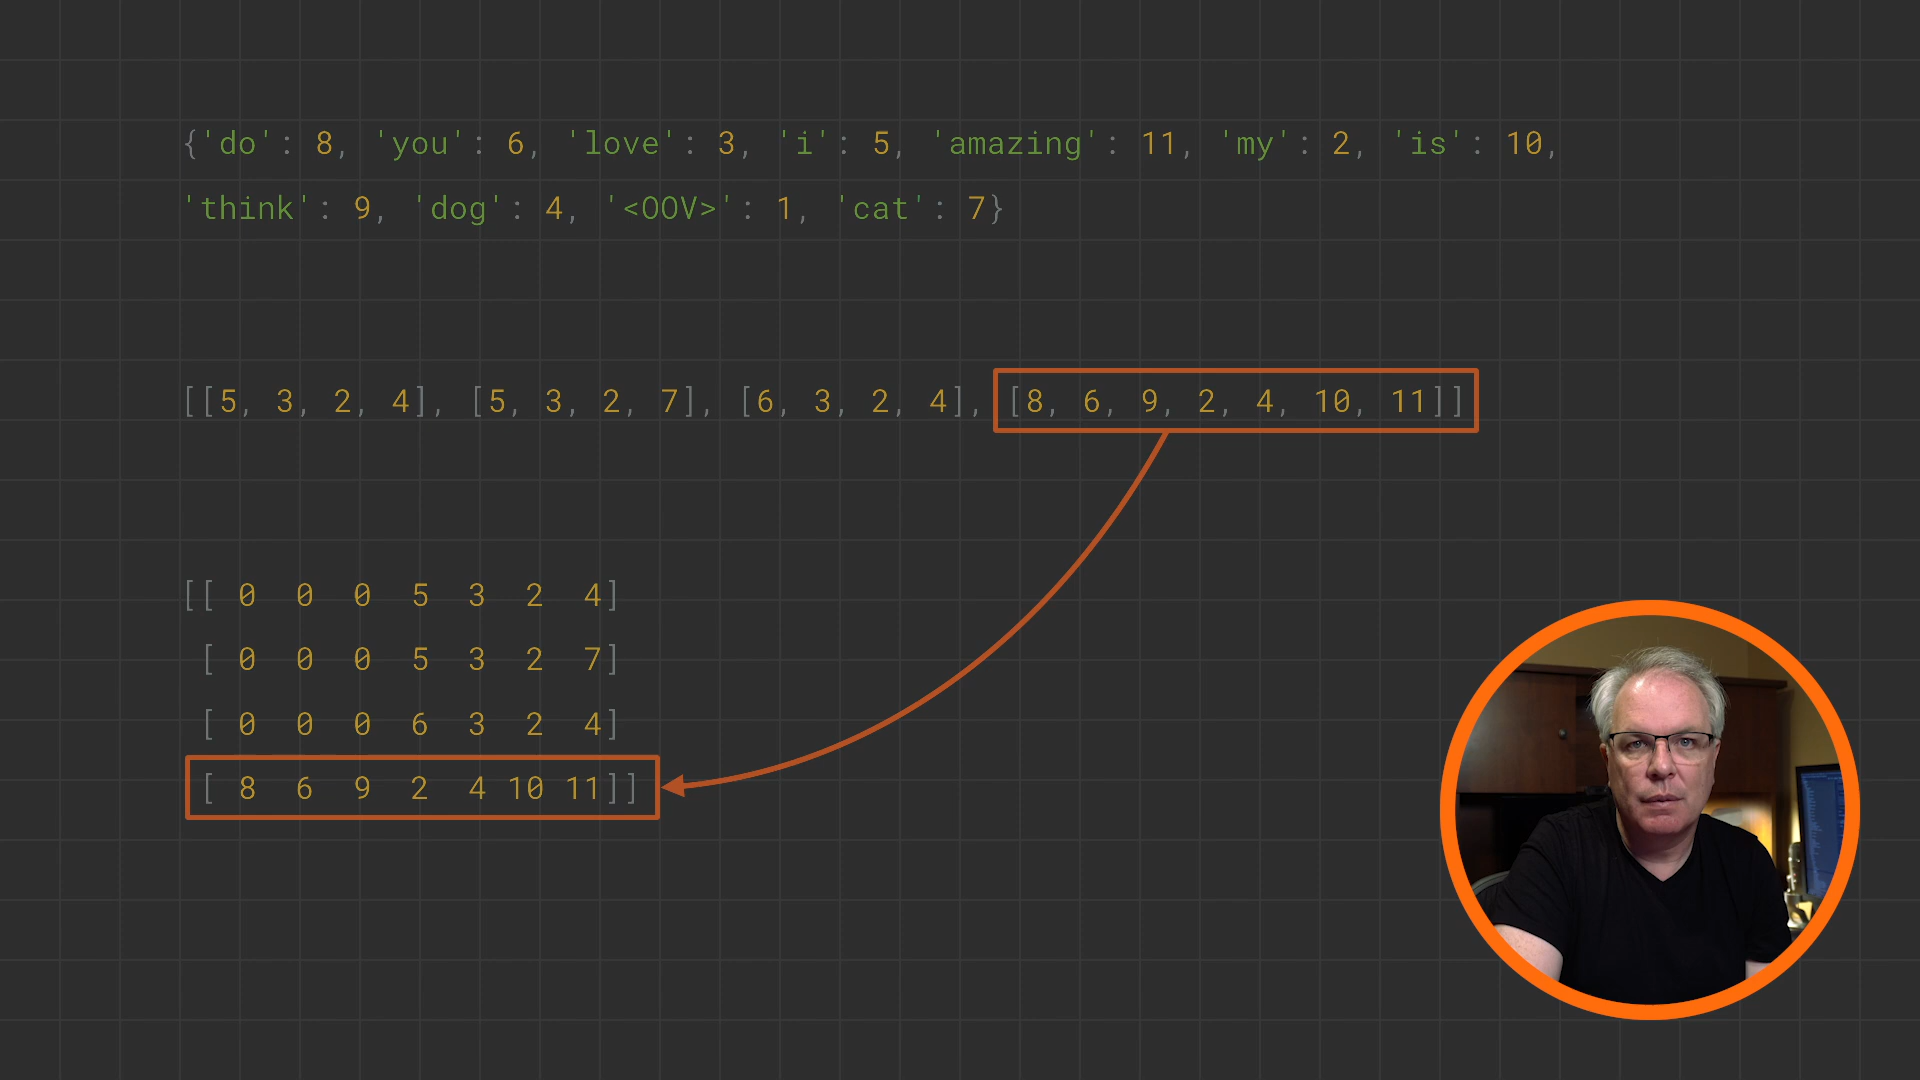 {'do': 8, 'you': 6, 'love': 3, 'i': 5, 'amazing': 11, 'my': 2, 'is': 10,
'think': 9, 'dog': 4, '<OOV>': 1, 'cat': 7}
[[5, 3, 2, 4], [5, 3, 2, 7], [6, 3, 2, 4], [8, 6, 9, 2, 4, 10, 11]]
[[ 0 0 0 5 3 2 4]
[ 0 0 0 5 3 2 7]
[ 0 0 0 6 3 2 4]
[ 8 6 9 2 4 10 11]]